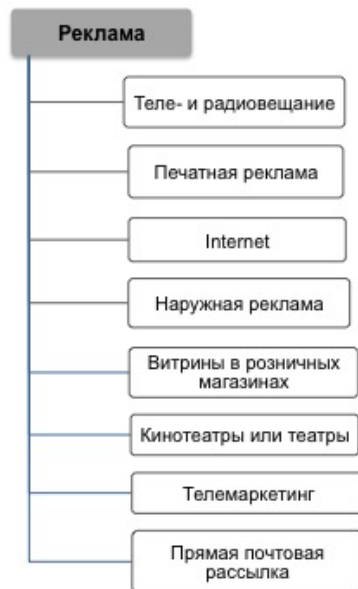 Реклама
Теле- и радиовещание
Печатная реклама
Internet
Наружная реклама
Витрины в розничных
магазинах
Кинотеатры или театры
Телемаркетинг
Прямая почтовая
рассылка